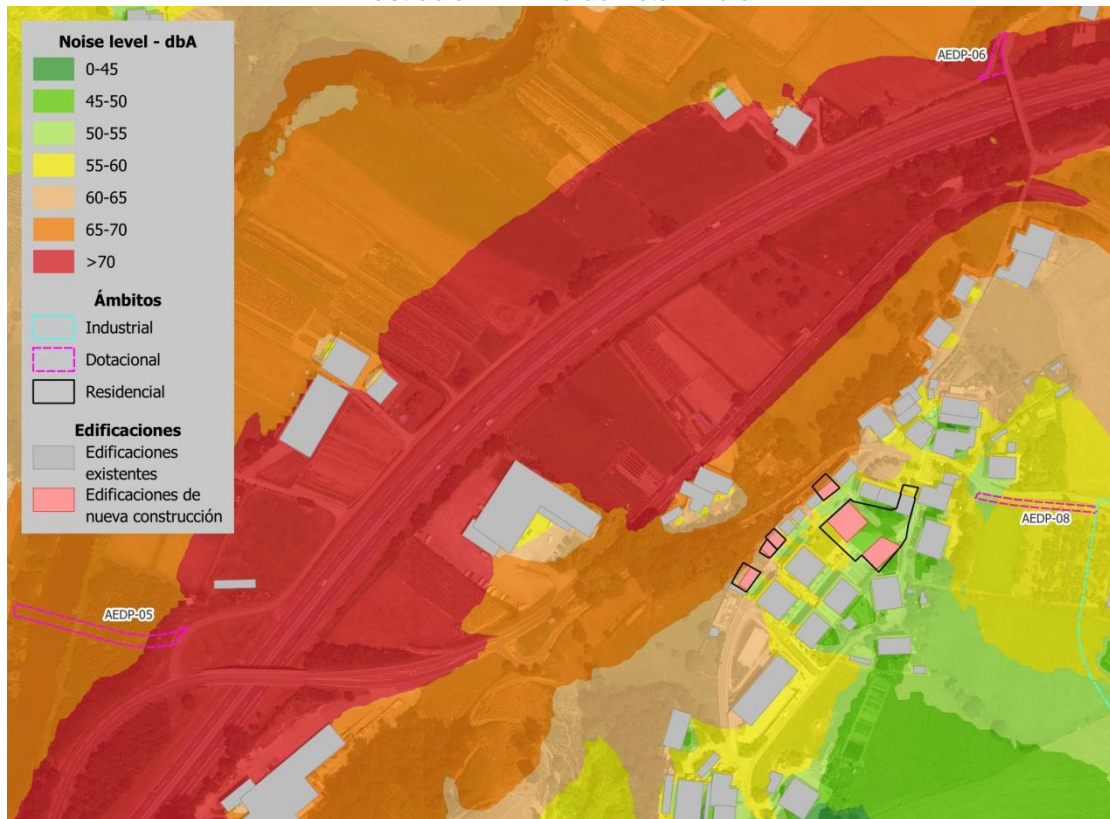 Noise level - dbA
0-45
45-50
50-55
55-60
60-65
65-70
>70
Ámbitos
Industrial
Dotacional
Residencial
Edificaciones
Edificaciones
existentes
Edificaciones de
nueva construcción
AEDP-06
AEDP-08
AEDP-05